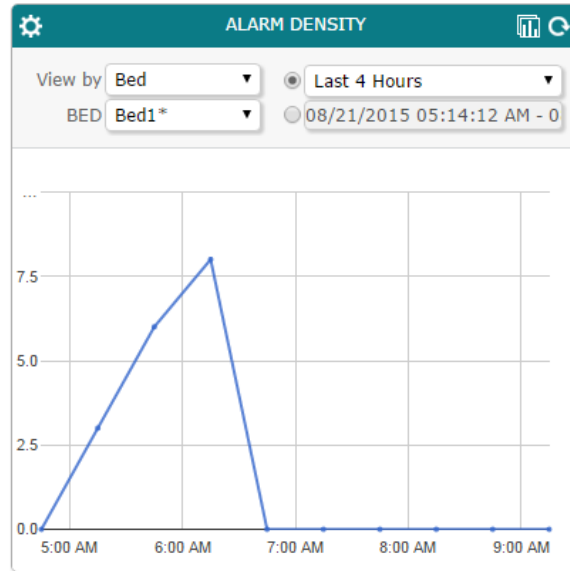 ALARM DENSITY
View by Bed Last 4 Hours
BED Bed1* 08/21/2015 05:14:12 AM - 0
...
7.5
5.0
2.5
0.0
5:00 AM 6:00 AM 7:00 AM 8:00 AM 9:00 AM